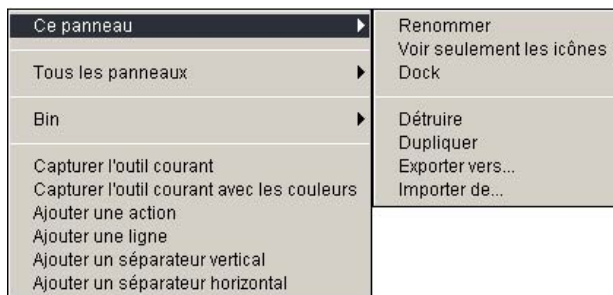 Ce panneau
Tous les panneaux
Bin
Capturer l'outil courant
Capturer l'outil courant avec les couleurs
Ajouter une action
Ajouter une ligne
Ajouter un séparateur vertical
Ajouter un séparateur horizontal
Renommer
Voir seulement les icônes
Dock
Détruire
Dupliquer
Exporter vers...
Importer de...